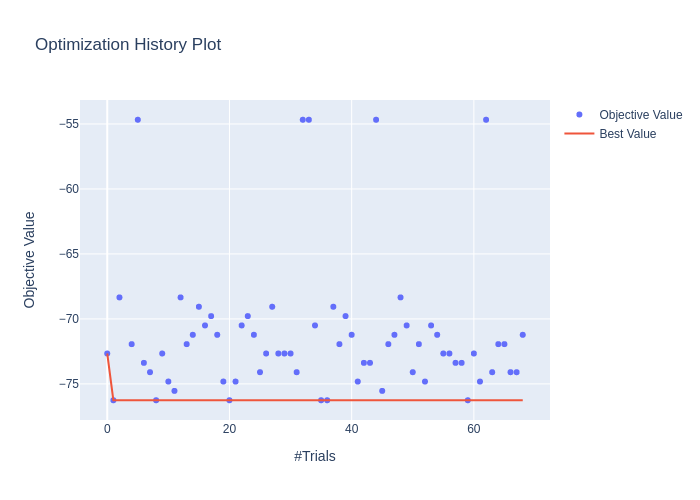 Optimization History Plot
Objective Value
Best Value
−55
−60
−65
−70
−75
Objective Value
0
20
40
60
#Trials